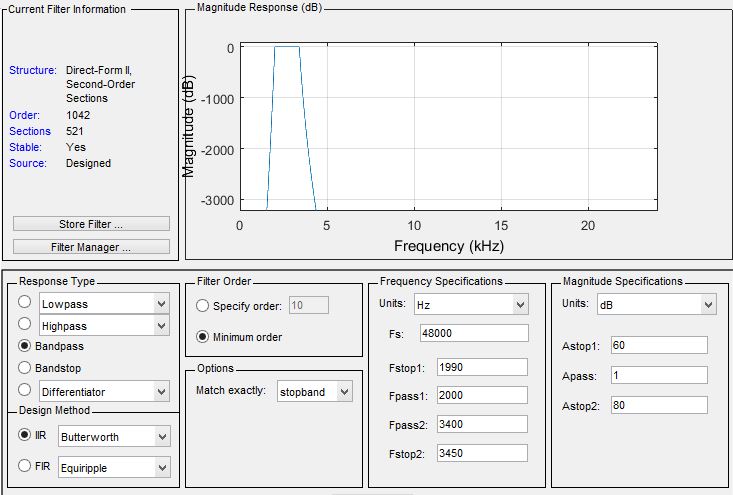 Current Filter Information
Structure: Direct-Form II,
Second-Order
Sections
Order: 1042
Sections 521
Stable: Yes
Source: Designed
Store Filter ...
Filter Manager ...
Magnitude Response (dB)
Magnitude (dB)
0
-1000
-2000
-3000
0 5 10 15 20
Frequency (kHz)
Response Type
Lowpass
Highpass
Bandpass
Bandstop
Differentiator
Design Method
IIR Butterworth
FIR Equiripple
Filter Order
Specify order: 10
Minimum order
Options
Match exactly: stopband
Frequency Specifications
Units: Hz
Fs: 48000
Fstop1: 1990
Fpass1: 2000
Fpass2: 3400
Fstop2: 3450
Magnitude Specifications
Units: dB
Astop1: 60
Apass: 1
Astop2: 80